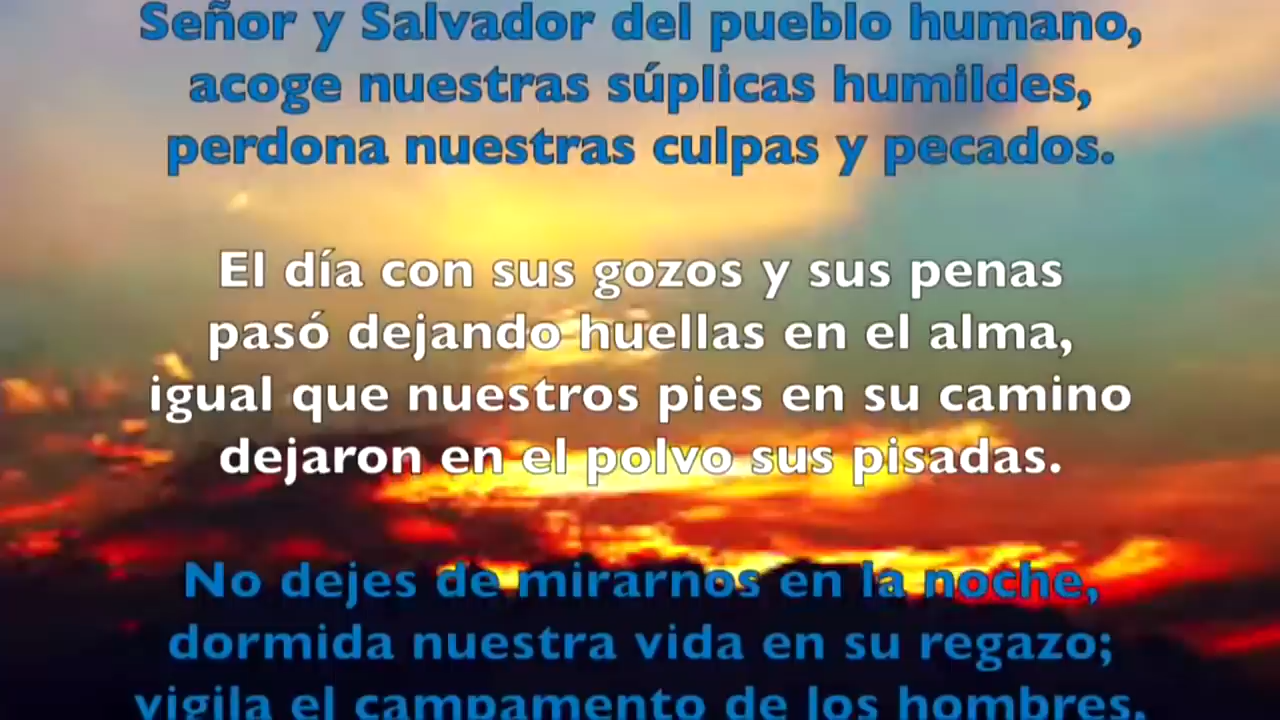 Señor y Salvador del pueblo humano,
acoge nuestras súplicas humildes,
perdona nuestras culpas y pecados.
El día con sus gozos y sus penas
pasó dejando huellas en el alma,
igual que nuestros pies en su camino
dejaron en el polvo sus pisadas.
No dejes de mirarnos en la noche,
dormida nuestra vida en su regazo;
vigila el campamento de los hombres,